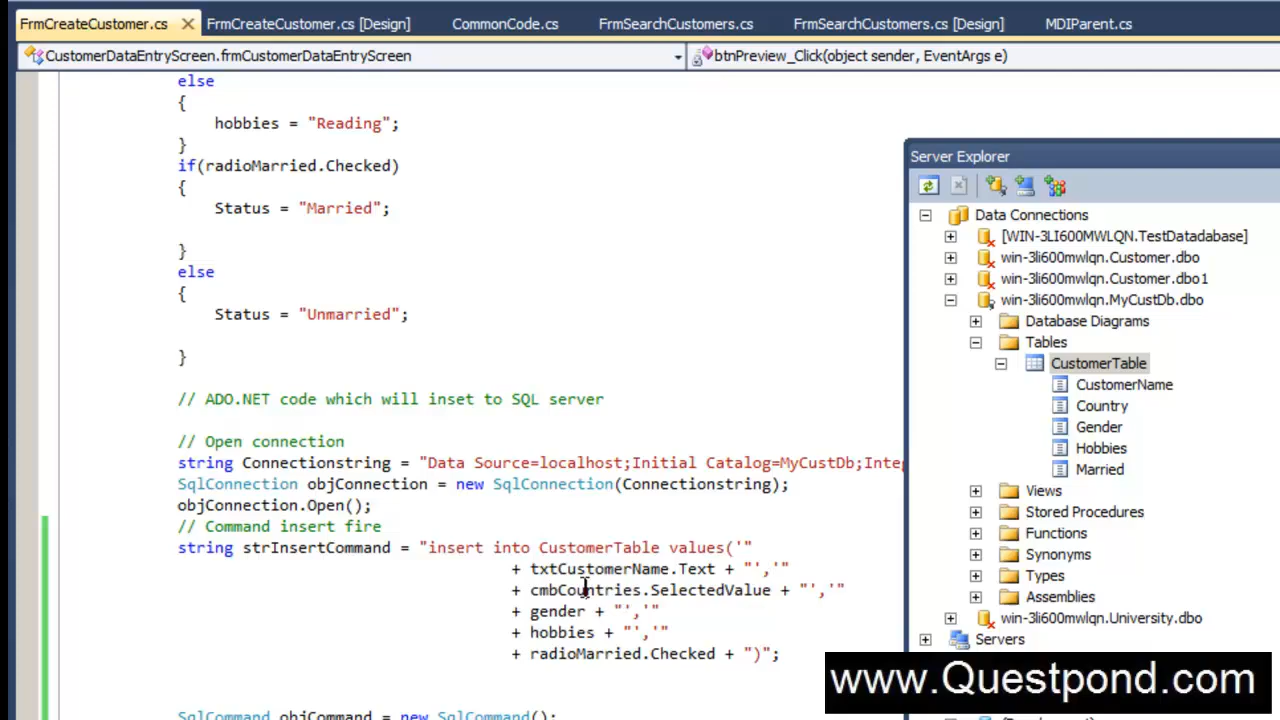 FrmCreateCustomer.cs
FrmCreateCustomer.cs [Design]
CommonCode.cs
FrmSearchCustomers.cs
FrmSearchCustomers.cs [Design]
MDIParent.cs
CustomerDataEntryScreen.frmCustomerDataEntryScreen
btnPreview_Click(object sender, EventArgs e)
else
{
hobbies = "Reading";
}
if(radioMarried.Checked)
{
Status = "Married";
}
else
{
Status = "Unmarried";
}
// ADO.NET code which will inset to SQL server
// Open connection
string Connectionstring = "Data Source=localhost;Initial Catalog=MyCustDb;Inte
SqlConnection objConnection = new SqlConnection(Connectionstring);
objConnection.Open();
// Command insert fire
string strInsertCommand = "insert into CustomerTable values('"
+ txtCustomerName.Text + "','"
+ cmbCountries.SelectedValue + "','"
+ gender + "','"
+ hobbies + "','"
+ radioMarried.Checked + ")";
SqlCommand objCommand = new SqlCommand();
Server Explorer
Data Connections
[WIN-3LI600MWLQN.TestDatadabase]
win-3li600mwlqn.Customer.dbo
win-3li600mwlqn.Customer.dbo1
win-3li600mwlqn.MyCustDb.dbo
Database Diagrams
Tables
CustomerTable
CustomerName
Country
Gender
Hobbies
Married
Views
Stored Procedures
Functions
Synonyms
Types
Assemblies
win-3li600mwlqn.University.dbo
Servers
www.Questpond.com